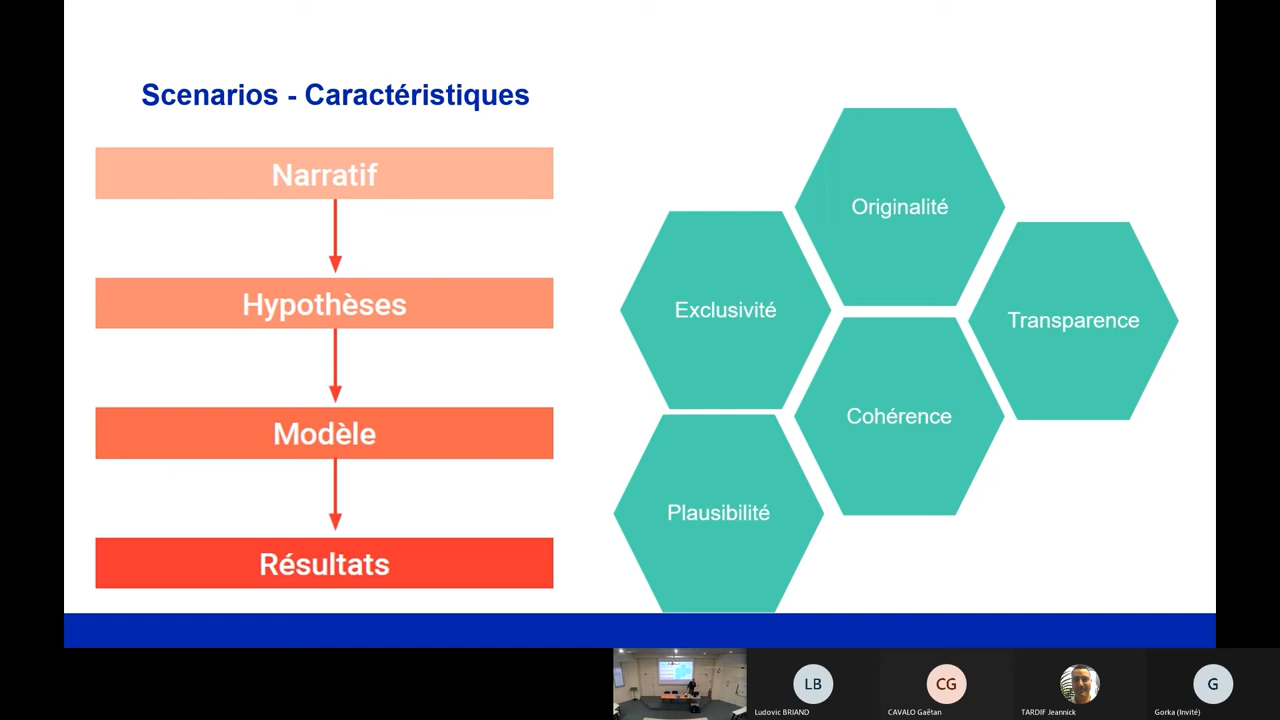 Scenarios - Caractéristiques
Narratif
Hypothèses
Modèle
Résultats
Originalité
Exclusivité
Transparence
Cohérence
Plausibilité
LB
Ludovic BRIAND
CG
CAVALO Gaëtan
TARDIF Jeannick
G
Gorka (Invité)